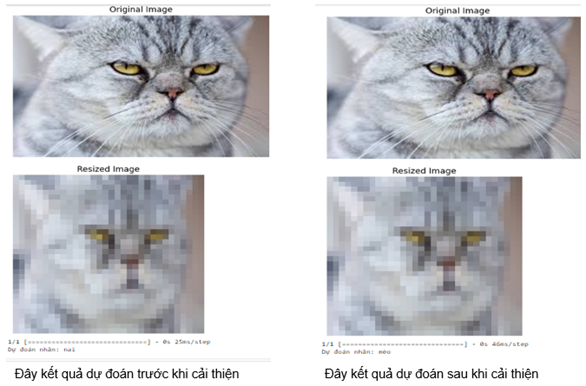 Original Image
Resized Image
1/1 [==============================] - 0s 25ms/step
Dự đoán nhãn: nai
Đây kết quả dự đoán trước khi cải thiện
Original Image
Resized Image
1/1 [==============================] - 0s 46ms/step
Dự đoán nhãn: mèo
Đây kết quả dự đoán sau khi cải thiện